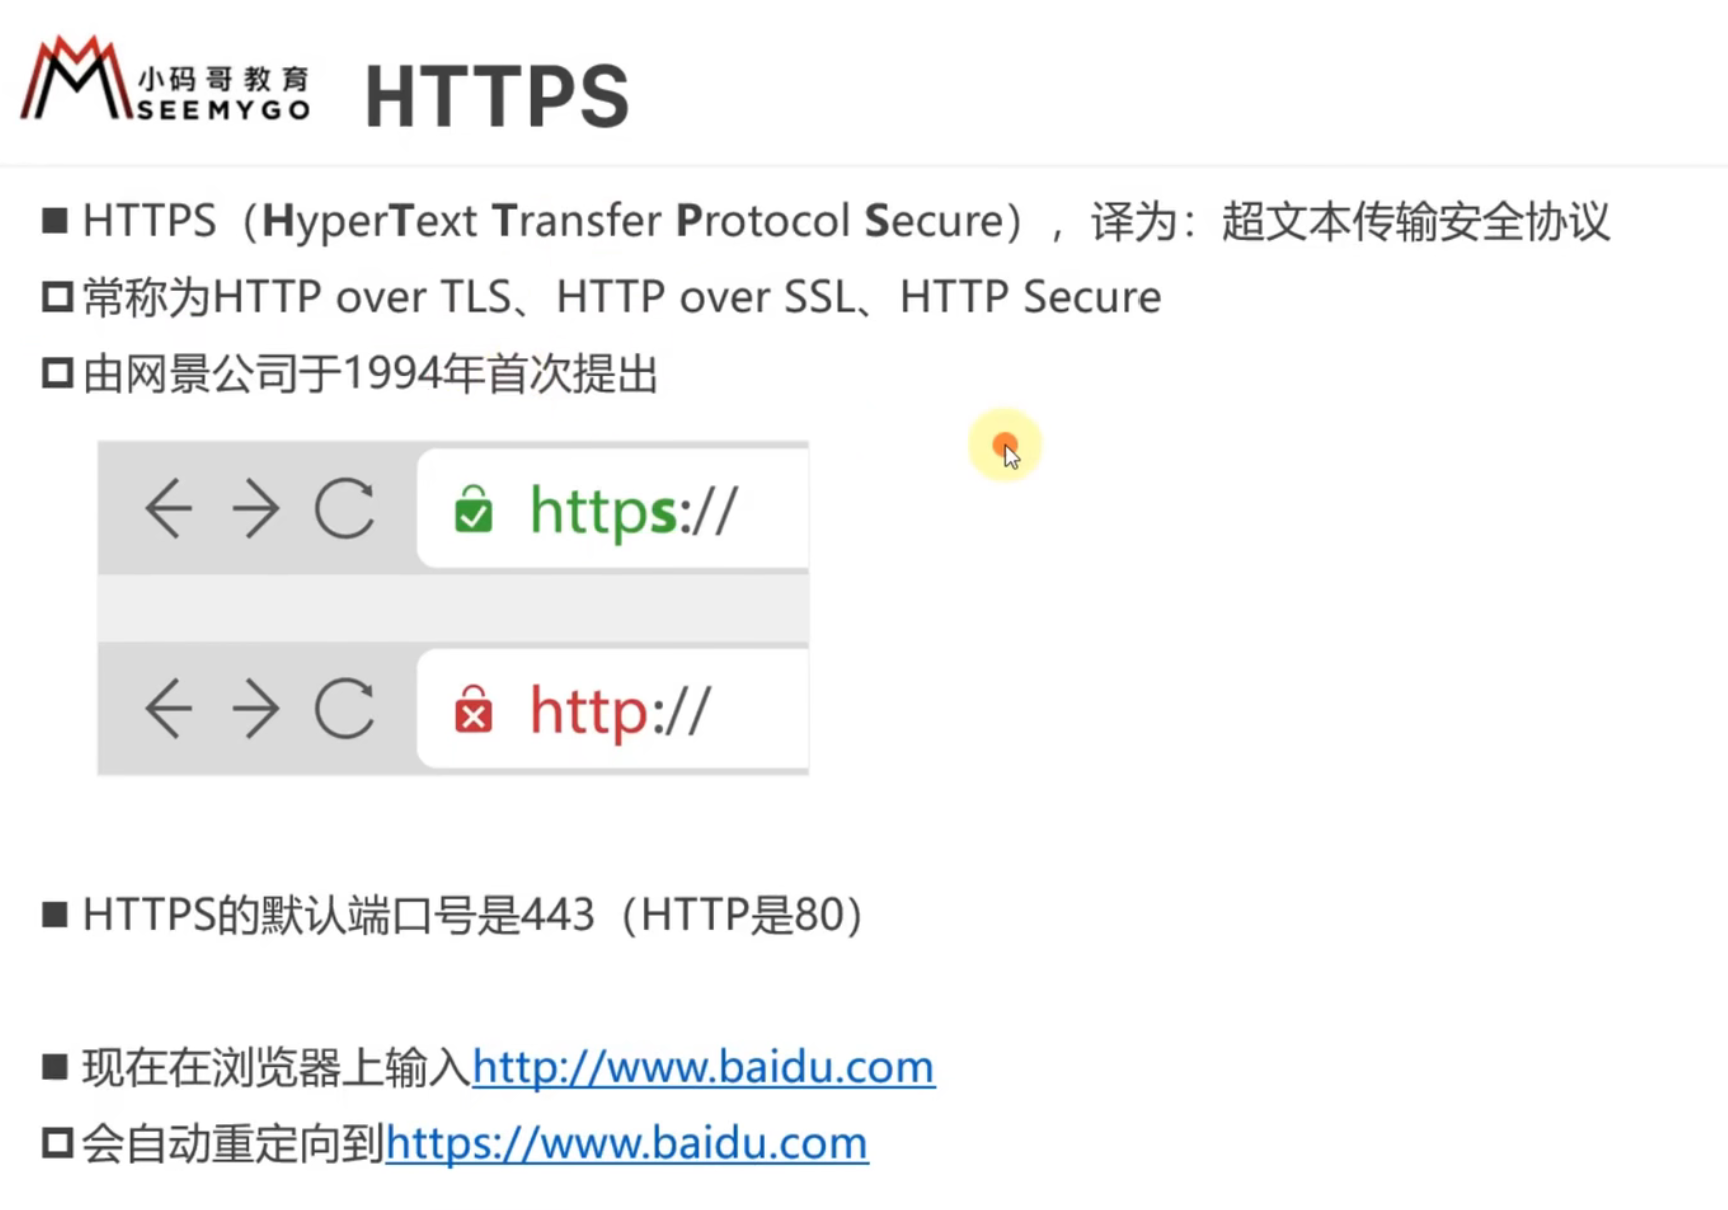 小码哥教育
SEEMYGO
HTTPS
HTTPS（HyperText Transfer Protocol Secure），译为：超文本传输安全协议
常称为HTTP over TLS、HTTP over SSL、HTTP Secure
由网景公司于1994年首次提出
https://
http://
HTTPS的默认端口号是443（HTTP是80）
现在在浏览器上输入http://www.baidu.com
会自动重定向到https://www.baidu.com